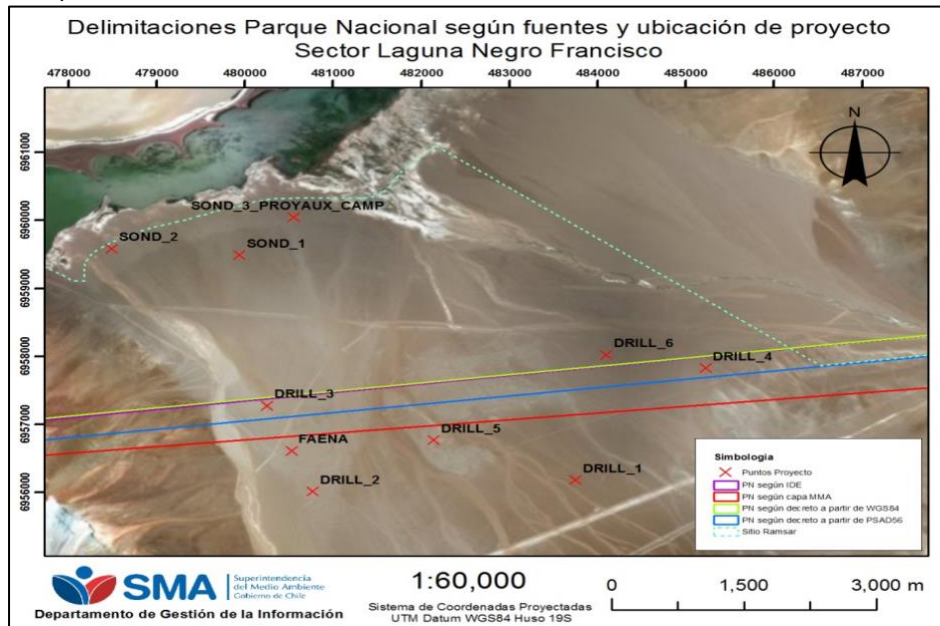 Delimitaciones Parque Nacional según fuentes y ubicación de proyecto
Sector Laguna Negro Francisco
478000 479000 480000 481000 482000 483000 484000 485000 486000 487000
6961000
6960000
6959000
6958000
6957000
6956000
N
SOND_3_PROYAUX_CAMP
SOND_2
SOND_1
DRILL_6
DRILL_4
DRILL_3
DRILL_5
FAENA
DRILL_1
DRILL_2
Simbología
Puntos Proyecto
PN según IDE
PN según capa MMA
PN según decreto a partir de WGS84
PN según decreto a partir de PSAD56
Sitio Ramsar
SMA
Superintendencia
del Medio Ambiente
Gobierno de Chile
Departamento de Gestión de la Información
1:60,000
Sistema de Coordenadas Proyectadas
UTM Datum WGS84 Huso 19S
0 1,500 3,000 m